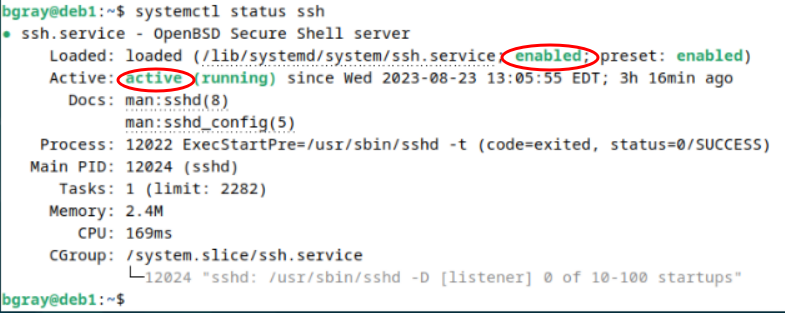 bgray@deb1:~$ systemctl status ssh
● ssh.service - OpenBSD Secure Shell server
Loaded: loaded (/lib/systemd/system/ssh.service; enabled; preset: enabled)
Active: active (running) since Wed 2023-08-23 13:05:55 EDT; 3h 16min ago
Docs: man:sshd(8)
man:sshd_config(5)
Process: 12022 ExecStartPre=/usr/sbin/sshd -t (code=exited, status=0/SUCCESS)
Main PID: 12024 (sshd)
Tasks: 1 (limit: 2282)
Memory: 2.4M
CPU: 169ms
CGroup: /system.slice/ssh.service
└─12024 "sshd: /usr/sbin/sshd -D [listener] 0 of 10-100 startups"
bgray@deb1:~$